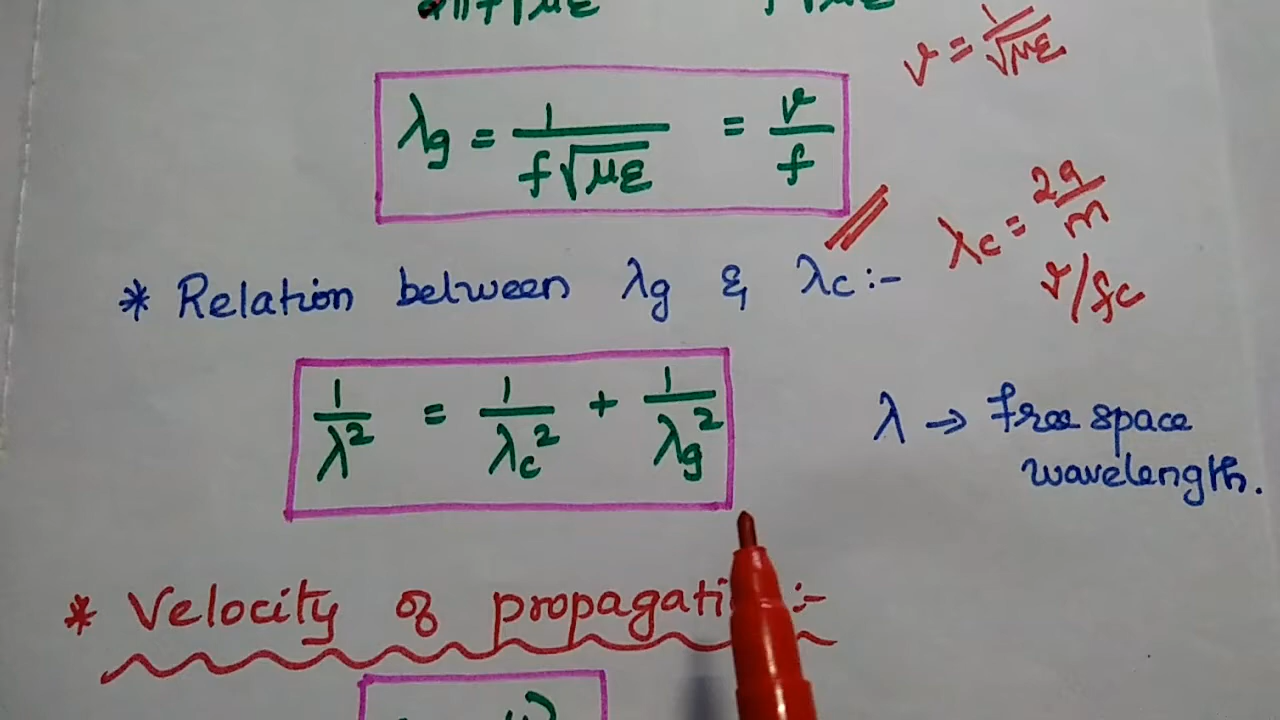 v = 1/√με
λg = 1/f√με = v/f
λc = 2a/m
v/fc
* Relation between λg & λc :-
1/λ² = 1/λc² + 1/λg²
λ → free space
wavelength.
* Velocity of propagati :-